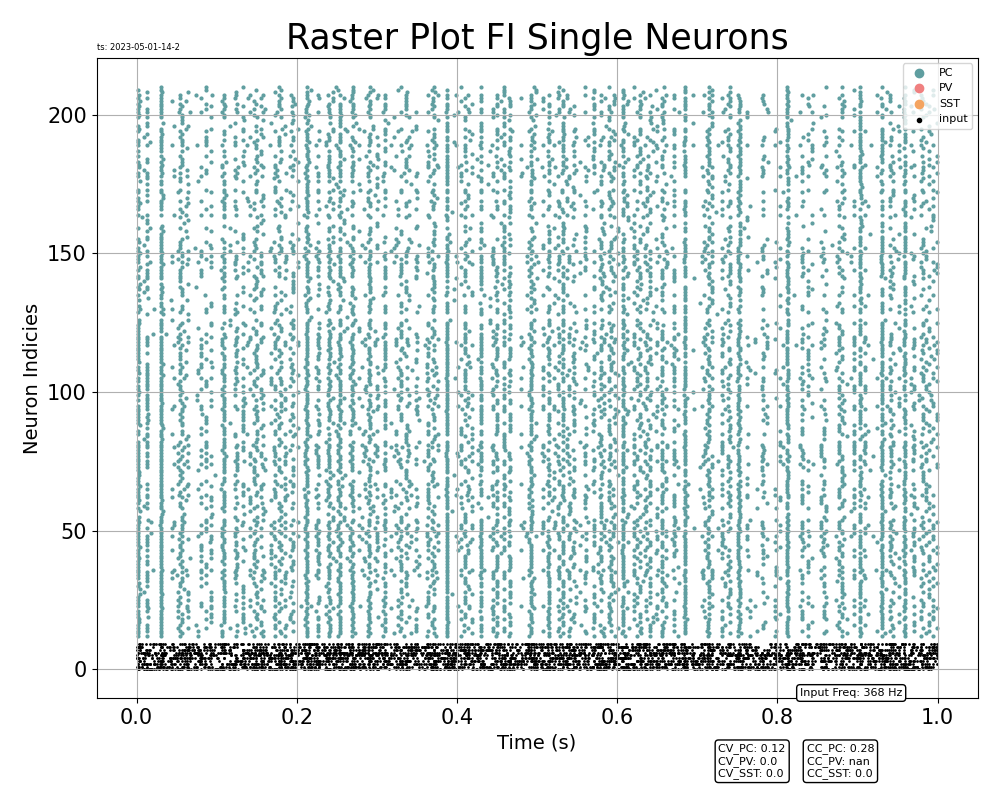 Raster Plot FI Single Neurons
ts: 2023-05-01-14-2
PC
PV
SST
input
200
150
100
50
0
Neuron Indicies
Input Freq: 368 Hz
0.0 0.2 0.4 0.6 0.8 1.0
Time (s)
CV_PC: 0.12
CV_PV: 0.0
CV_SST: 0.0
CC_PC: 0.28
CC_PV: nan
CC_SST: 0.0